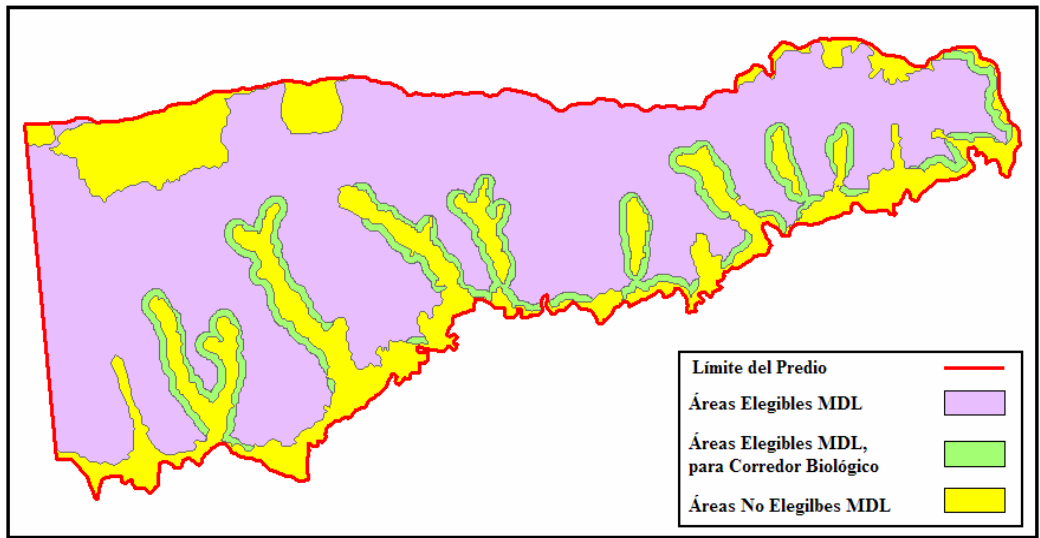 Límite del Predio
Áreas Elegibles MDL
Áreas Elegibles MDL,
para Corredor Biológico
Áreas No Elegilbes MDL